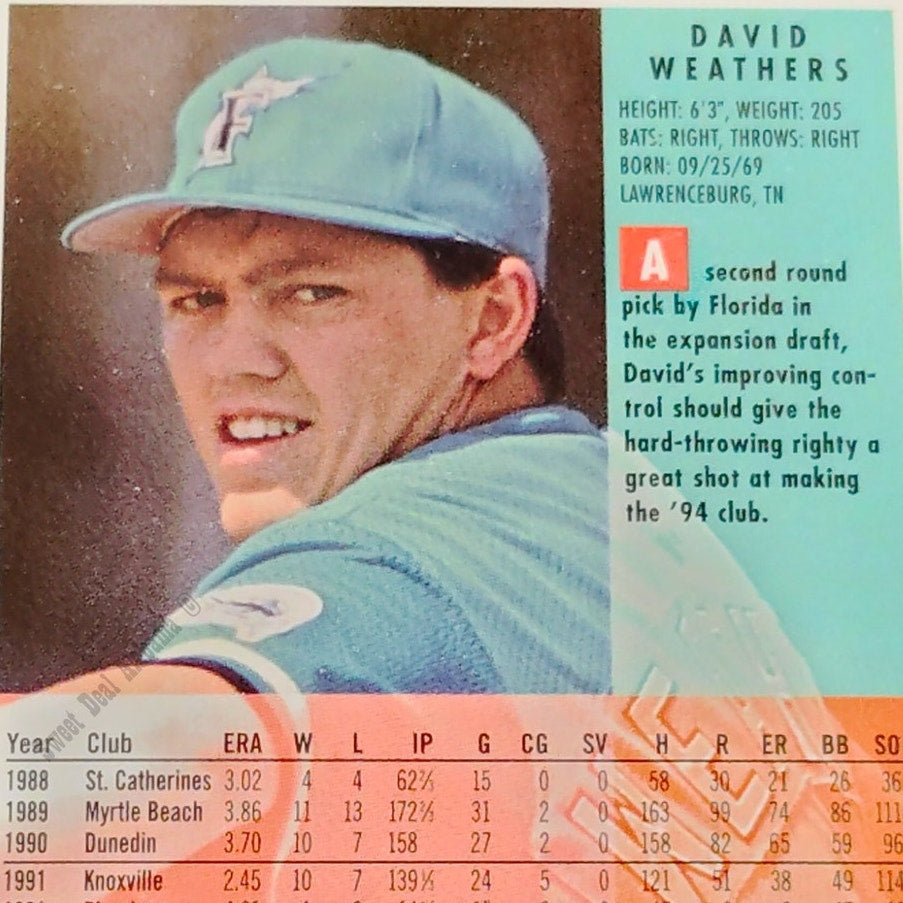 DAVID
WEATHERS
HEIGHT: 6'3", WEIGHT: 205
BATS: RIGHT, THROWS: RIGHT
BORN: 09/25/69
LAWRENCEBURG, TN
A second round
pick by Florida in
the expansion draft,
David's improving con-
trol should give the
hard-throwing righty a
great shot at making
the '94 club.
F
Sweet Deal
Year Club ERA W L IP G CG SV H R ER BB SO
1988 St. Catherines 3.02 4 4 62⅔ 15 0 0 58 30 21 26 36
1989 Myrtle Beach 3.86 11 13 172⅔ 31 2 0 163 99 74 86 111
1990 Dunedin 3.70 10 7 158 27 2 0 158 82 65 59 96
1991 Knoxville 2.45 10 7 139⅓ 24 5 0 121 51 38 49 114